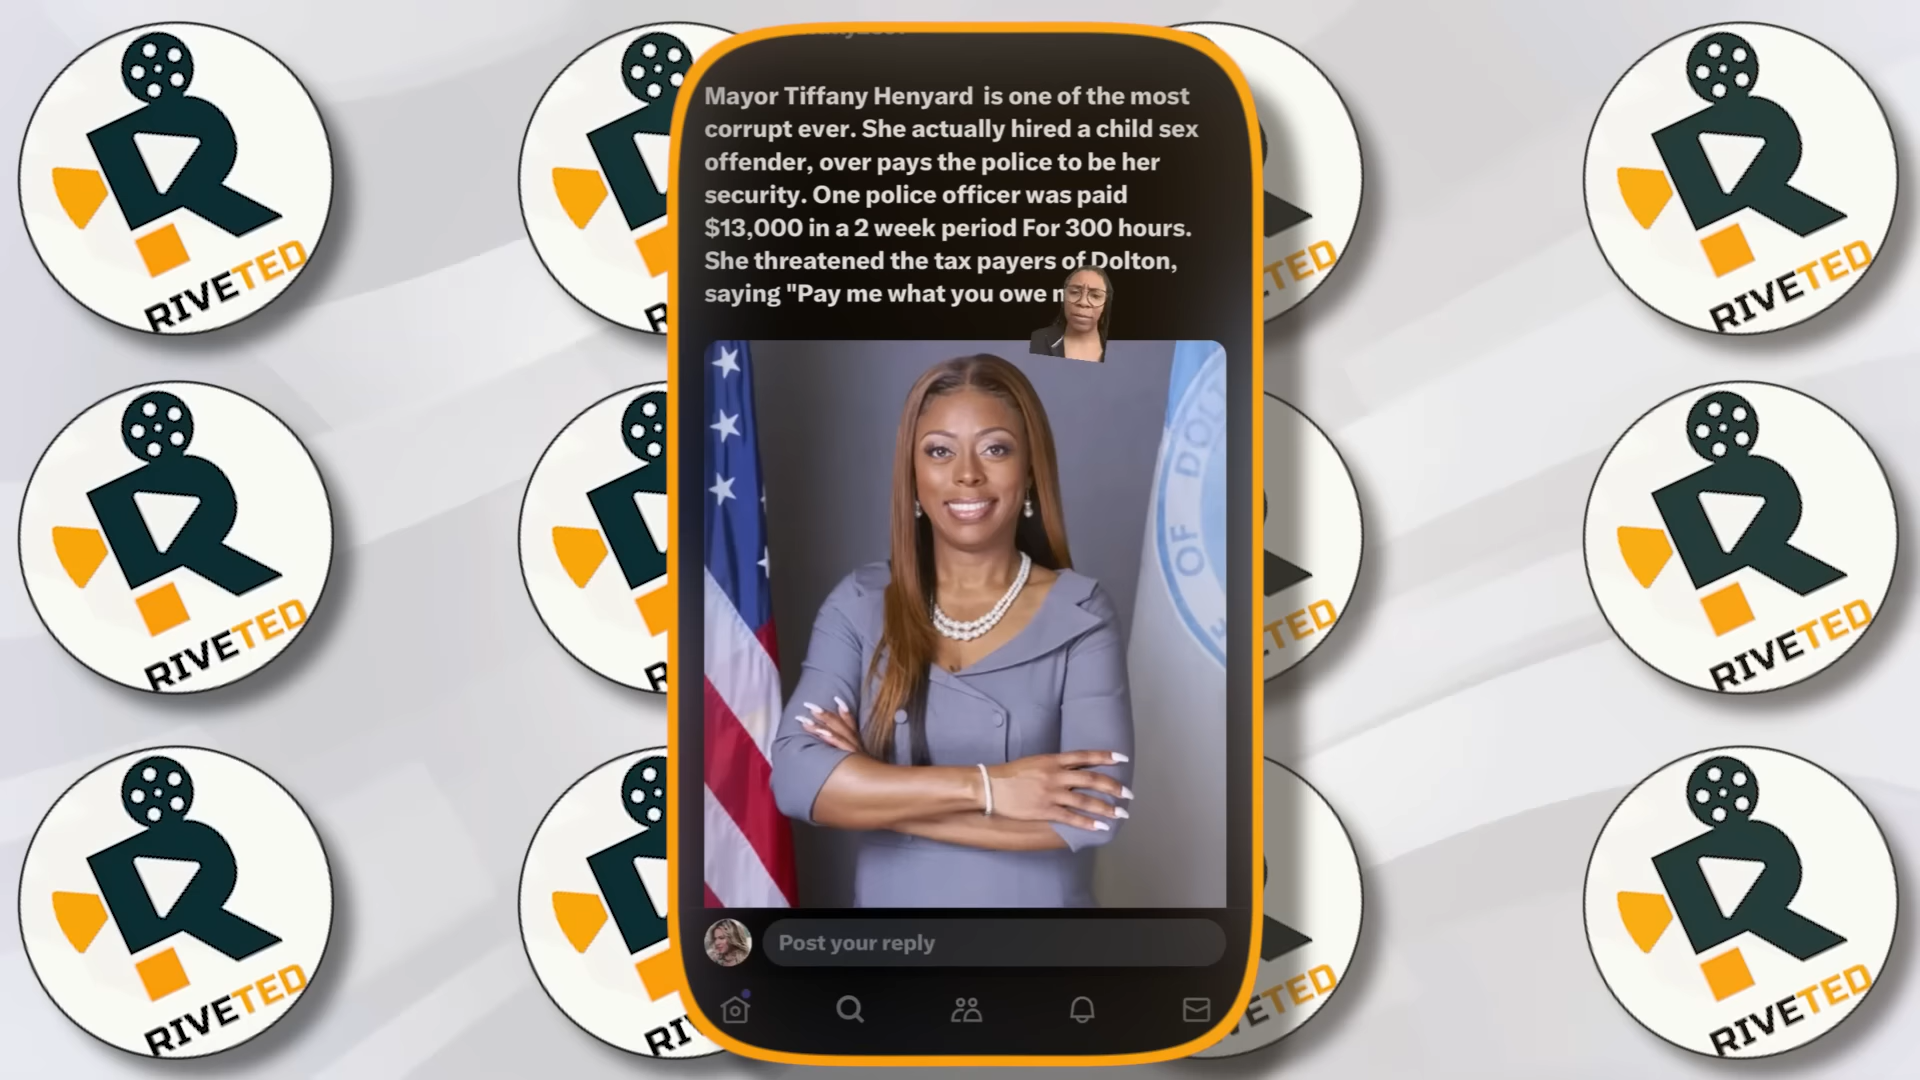 Mayor Tiffany Henyard is one of the most
corrupt ever. She actually hired a child sex
offender, over pays the police to be her
security. One police officer was paid
$13,000 in a 2 week period For 300 hours.
She threatened the tax payers of Dolton,
saying "Pay me what you owe
OF DOLT
Post your reply
RIVETED
RIVETED
RIVETED
RIVETED
RIVETED
RIVETED